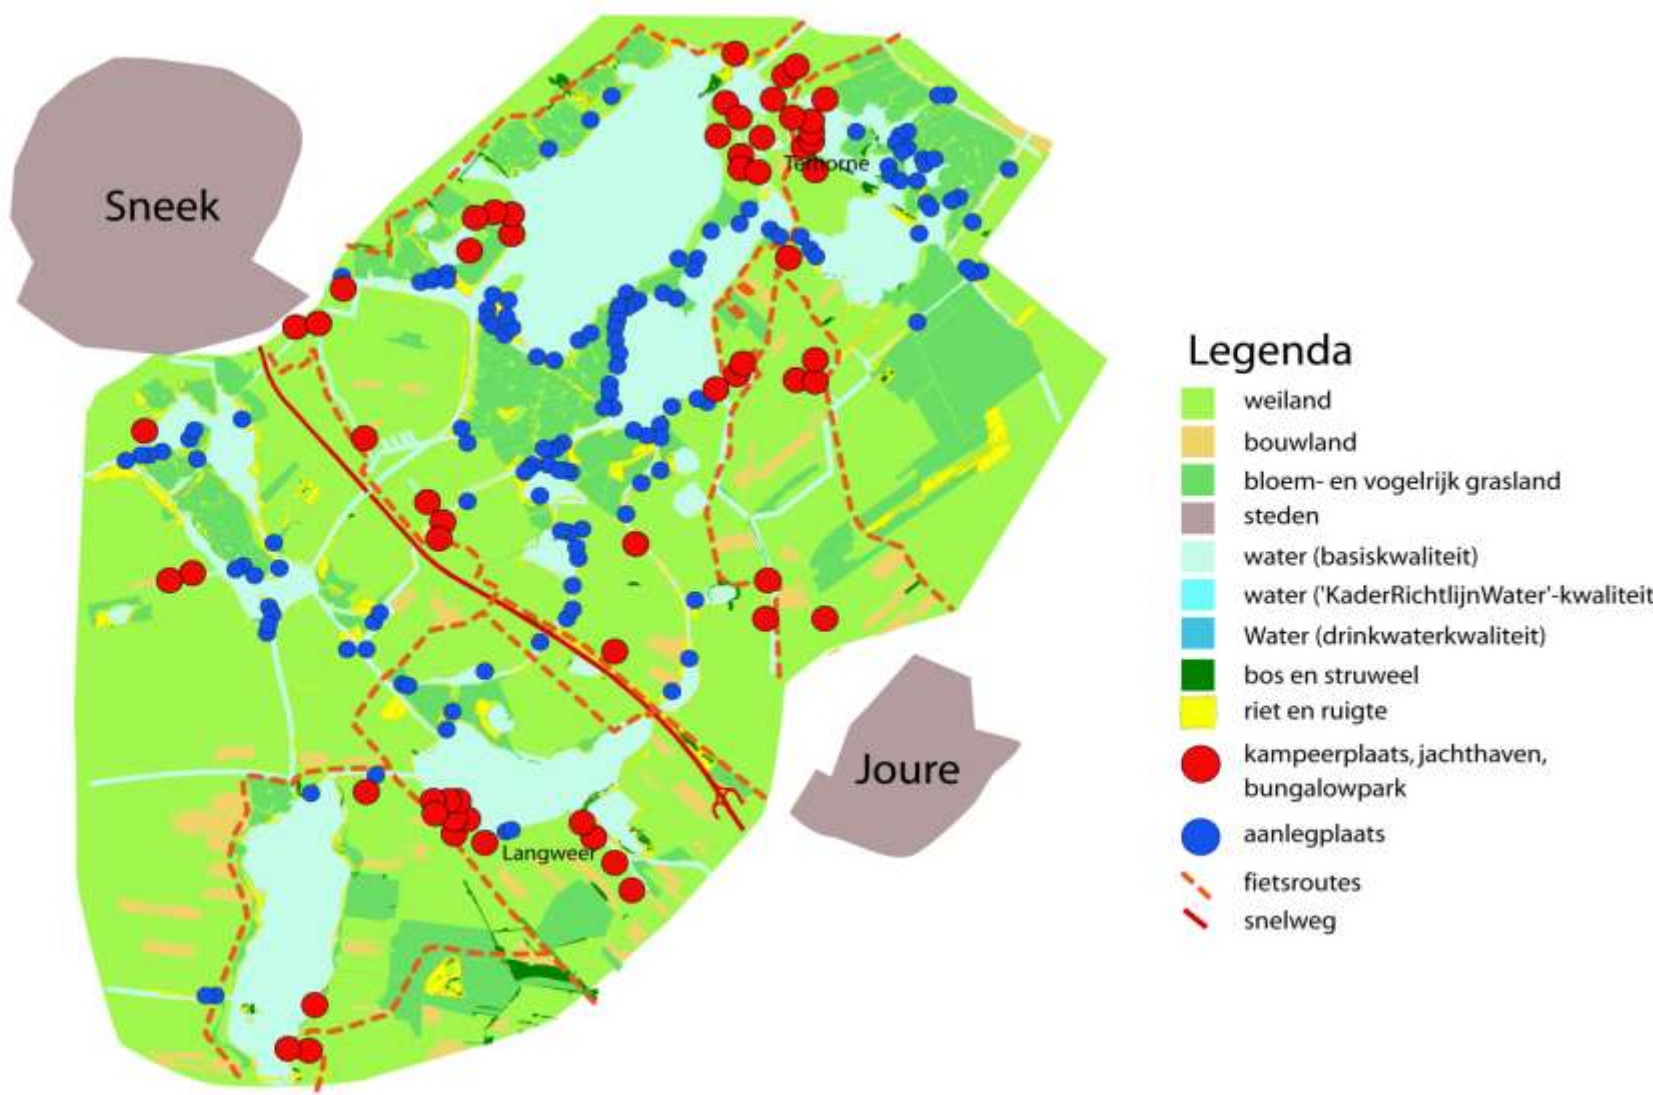 Sneek
Terhorne
Joure
Langweer
Legenda
weiland
bouwland
bloem- en vogelrijk grasland
steden
water (basiskwaliteit)
water ('KaderRichtlijnWater'-kwaliteit
Water (drinkwaterkwaliteit)
bos en struweel
riet en ruigte
kampeerplaats, jachthaven,
bungalowpark
aanlegplaats
fietsroutes
snelweg